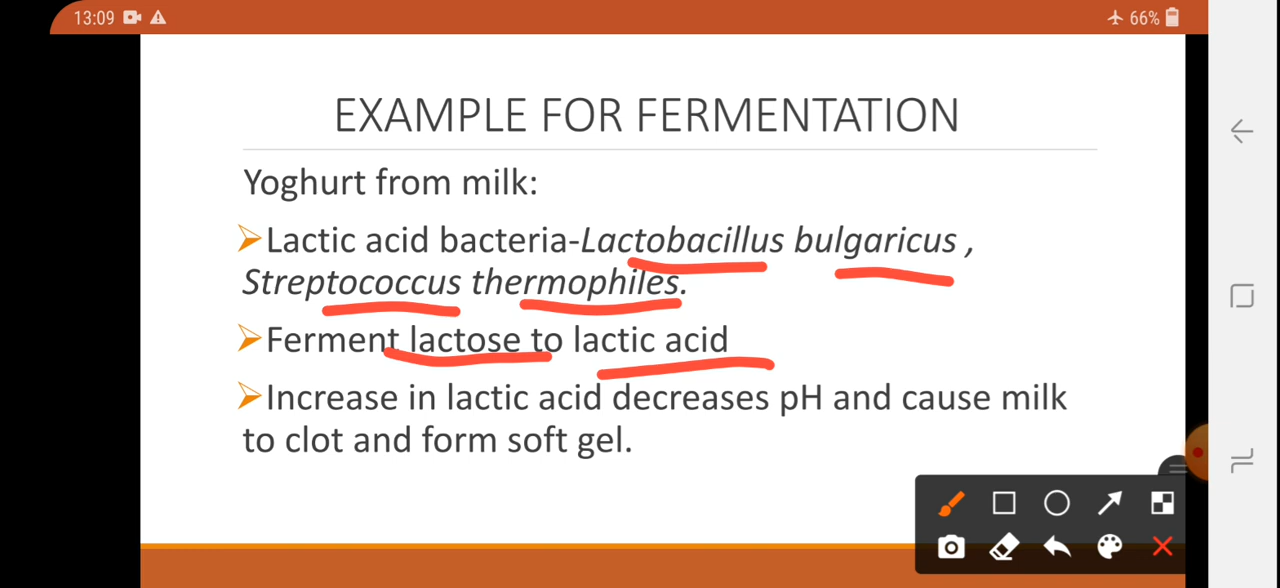 13:09
66%
EXAMPLE FOR FERMENTATION
Yoghurt from milk:
Lactic acid bacteria-Lactobacillus bulgaricus ,
Streptococcus thermophiles.
Ferment lactose to lactic acid
Increase in lactic acid decreases pH and cause milk
to clot and form soft gel.